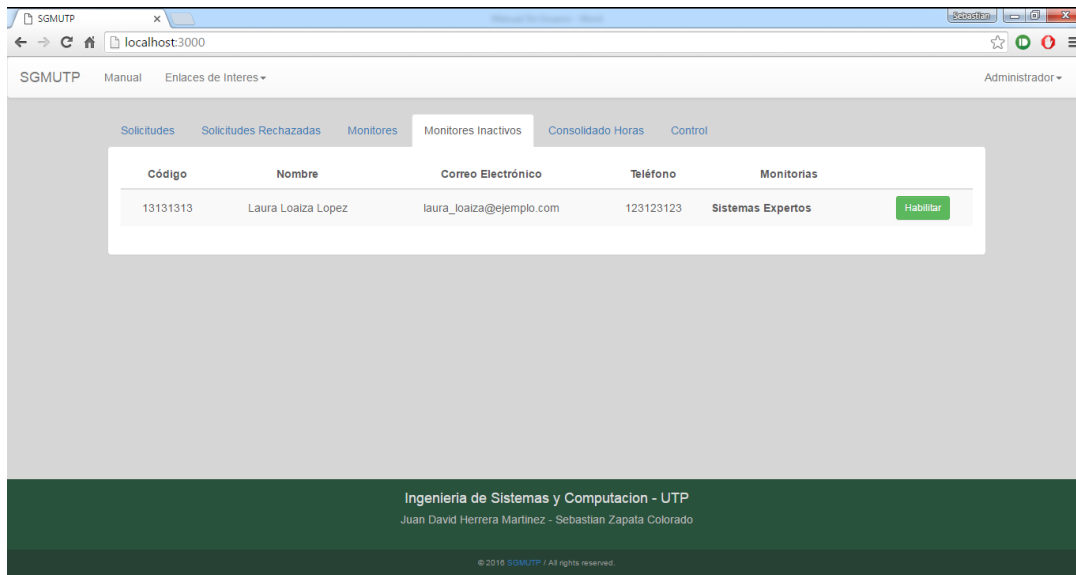 SGMUTP
Sebastian
localhost:3000
SGMUTP Manual Enlaces de Interes Administrador
Solicitudes Solicitudes Rechazadas Monitores Monitores Inactivos Consolidado Horas Control
Código Nombre Correo Electrónico Teléfono Monitorias
13131313 Laura Loaiza Lopez laura_loaiza@ejemplo.com 123123123 Sistemas Expertos Habilitar
Ingenieria de Sistemas y Computacion - UTP
Juan David Herrera Martinez - Sebastian Zapata Colorado
© 2016 SGMUTP / All rights reserved.